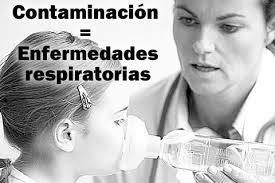 Contaminación
=
Enfermedades
respiratorias